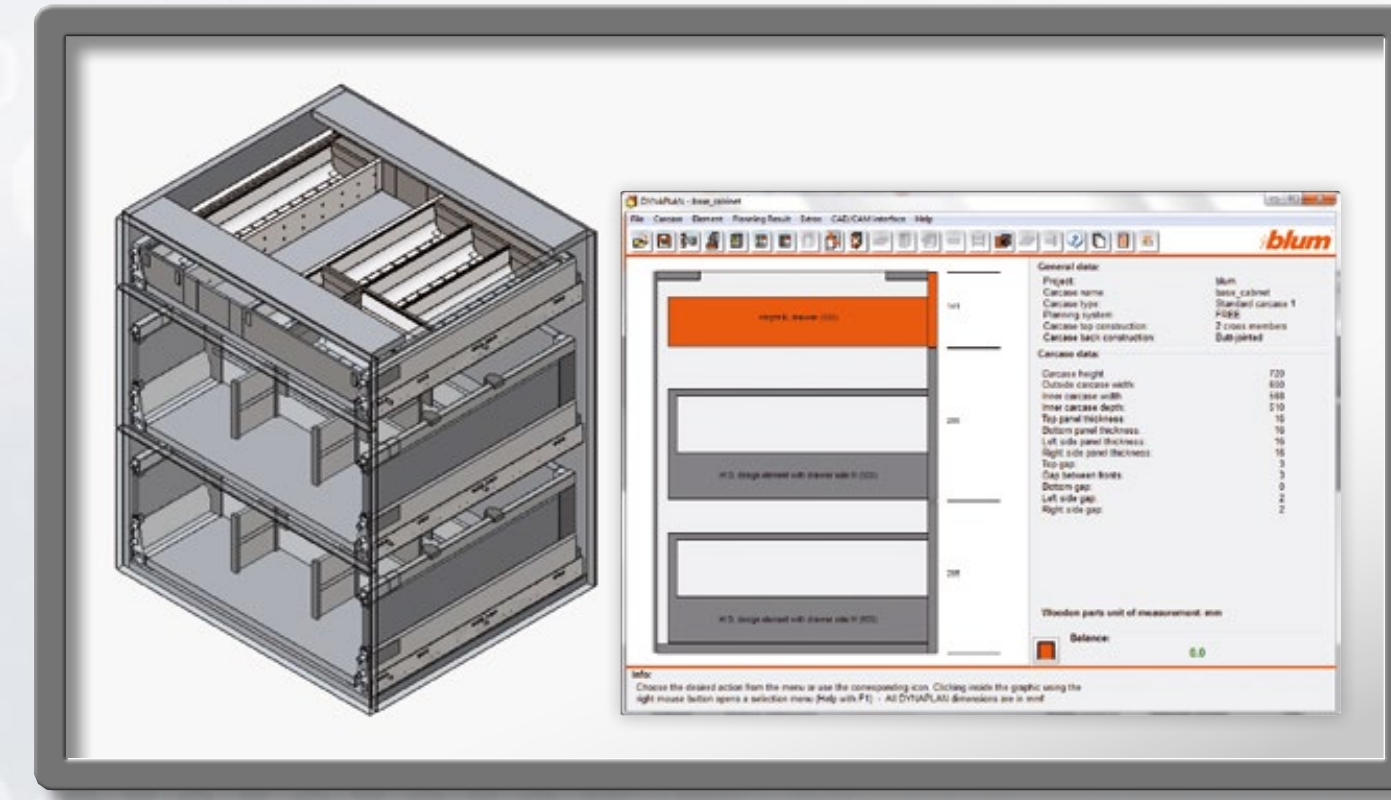 DYNAPLAN - base_cabinet
File Carcase Element Planning Result Extras CAD/CAM Interface Help
blum
General data:
Project: blum
Carcase name base_cabinet
Carcase type: Standard carcase 1
Planning system: FREE
Carcase top construction: 2 cross members
Carcase back construction: Butt-jointed
Carcase data:
Carcase height 720
Outside carcase width: 600
Inner carcase width 568
Inner carcase depth: 510
Top panel thickness: 16
Bottom panel thickness: 16
Left side panel thickness: 16
Right side panel thickness: 16
Top gap: 3
Gap between fronts: 3
Bottom gap: 0
Left side gap: 2
Right side gap: 2
Wooden parts unit of measurement: mm
Balance:
0.0
Info:
Choose the desired action from the menu or use the corresponding icon. Clicking inside the graphic using the
right mouse button opens a selection menu (Help with F1) - All DYNAPLAN dimensions are in mm!